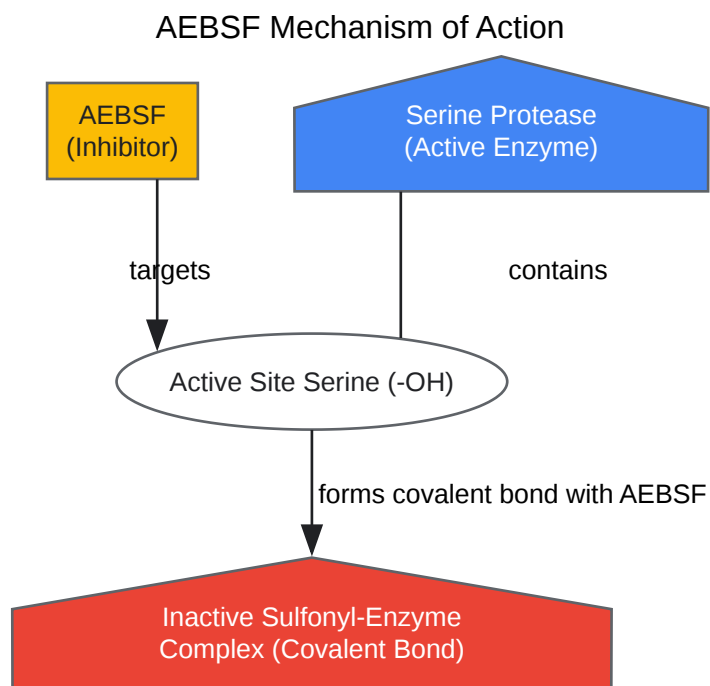 AEBSF Mechanism of Action
AEBSF
(Inhibitor)
Serine Protease
(Active Enzyme)
targets
contains
Active Site Serine (-OH)
forms covalent bond with AEBSF
Inactive Sulfonyl-Enzyme
Complex (Covalent Bond)